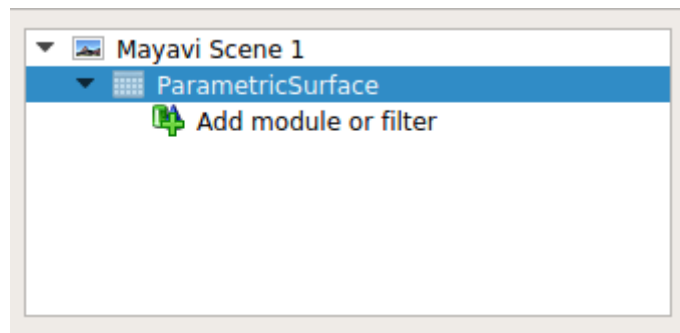 Mayavi Scene 1
ParametricSurface
Add module or filter